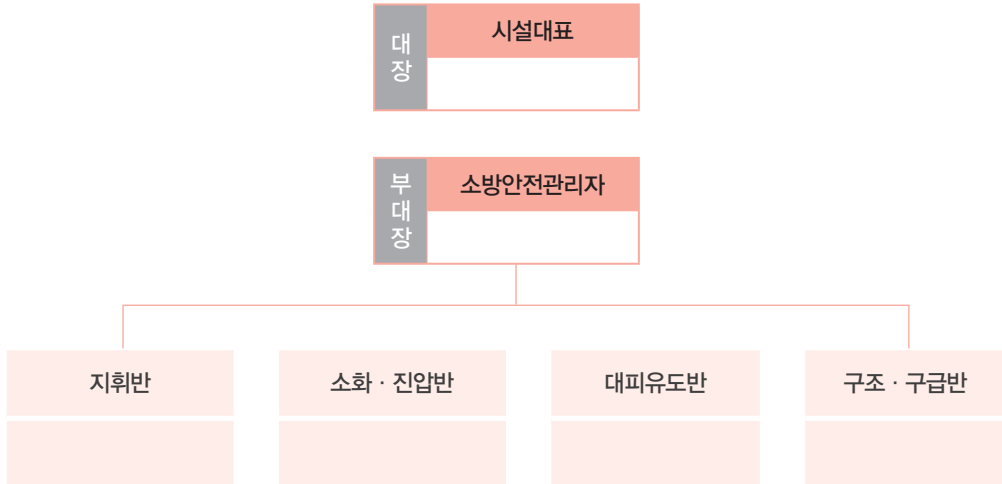 대장
시설대표
부대장
소방안전관리자
지휘반
소화 · 진압반
대피유도반
구조 · 구급반